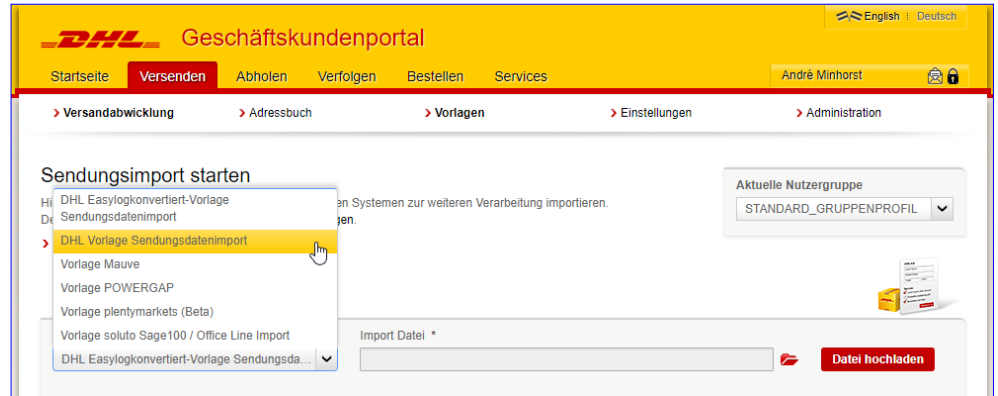 English Deutsch
DHL Geschäftskundenportal
Startseite Versenden Abholen Verfolgen Bestellen Services André Minhorst
Versandabwicklung Adressbuch Vorlagen Einstellungen Administration
Sendungsimport starten
Hi en Systemen zur weiteren Verarbeitung importieren.
De gen.
DHL Easylogkonvertiert-Vorlage
Sendungsdatenimport
DHL Vorlage Sendungsdatenimport
Vorlage Mauve
Vorlage POWERGAP
Vorlage plentymarkets (Beta)
Vorlage soluto Sage100 / Office Line Import
DHL Easylogkonvertiert-Vorlage Sendungsda...
Aktuelle Nutzergruppe
STANDARD_GRUPPENPROFIL
Import Datei *
Datei hochladen